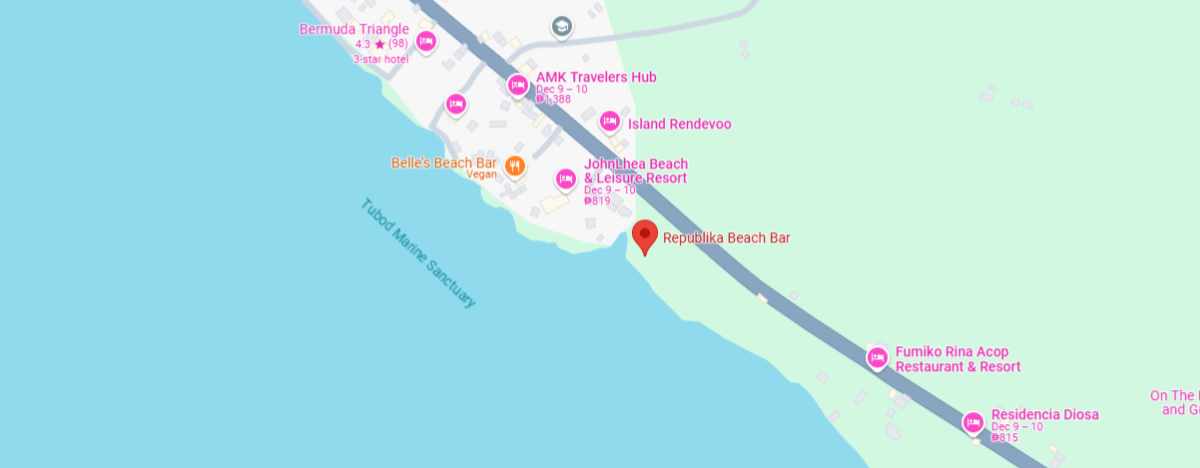 Bermuda Triangle
4.3 ★ (98)
3-star hotel
AMK Travelers Hub
Dec 9 – 10
₱1,388
Island Rendevoo
Belle's Beach Bar
Vegan
JohnLhea Beach
& Leisure Resort
Dec 9 – 10
₱819
Tubod Marine Sanctuary
Republika Beach Bar
Fumiko Rina Acop
Restaurant & Resort
On The
and G
Residencia Diosa
Dec 9 – 10
₱815